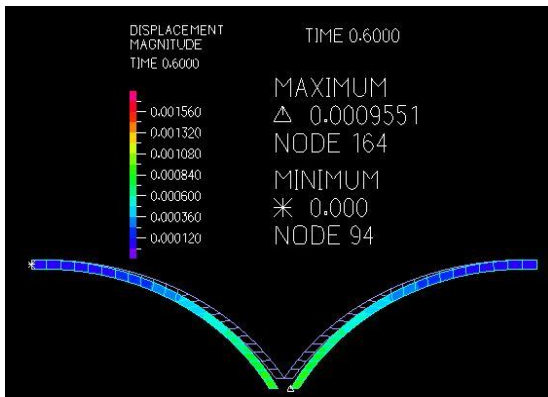 DISPLACEMENT
MAGNITUDE
TIME 0.6000
0.001560
0.001320
0.001080
0.000840
0.000600
0.000360
0.000120
TIME 0.6000
MAXIMUM
△ 0.0009551
NODE 164
MINIMUM
* 0.000
NODE 94